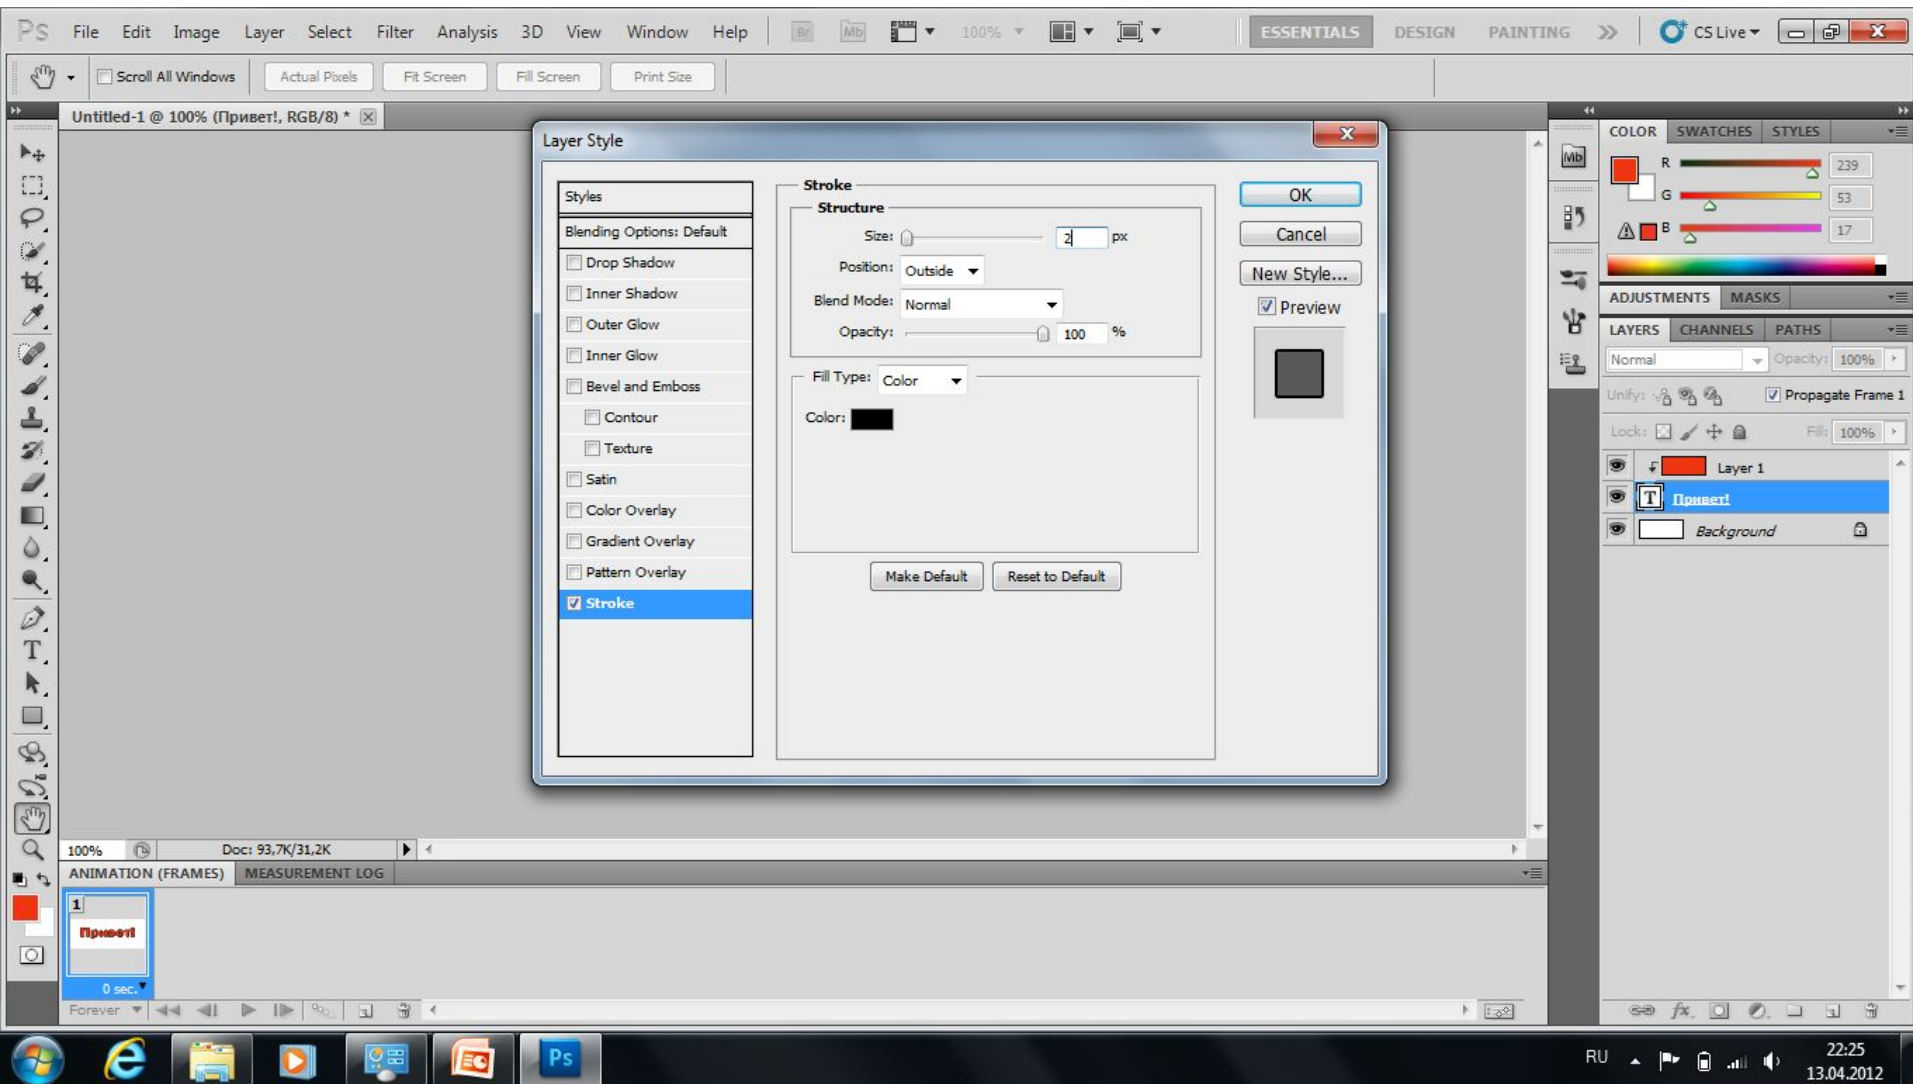 Ps File Edit Image Layer Select Filter Analysis 3D View Window Help Br Mb 100% ESSENTIALS DESIGN PAINTING CS Live
Scroll All Windows Actual Pixels Fit Screen Fill Screen Print Size
Untitled-1 @ 100% (Привет!, RGB/8) *
Layer Style
Styles
Blending Options: Default
Drop Shadow
Inner Shadow
Outer Glow
Inner Glow
Bevel and Emboss
Contour
Texture
Satin
Color Overlay
Gradient Overlay
Pattern Overlay
Stroke
Stroke
Structure
Size: 2 px
Position: Outside
Blend Mode: Normal
Opacity: 100 %
Fill Type: Color
Color:
Make Default Reset to Default
OK
Cancel
New Style...
Preview
Mb
COLOR SWATCHES STYLES
R 239
G 53
B 17
ADJUSTMENTS MASKS
LAYERS CHANNELS PATHS
Normal Opacity: 100%
Unify: Propagate Frame 1
Lock: Fill: 100%
Layer 1
T Привет!
Background
T
100% Doc: 93,7K/31,2K
ANIMATION (FRAMES) MEASUREMENT LOG
1
Привет!
0 sec.
Forever
fx.
Ps
RU 22:25
13.04.2012